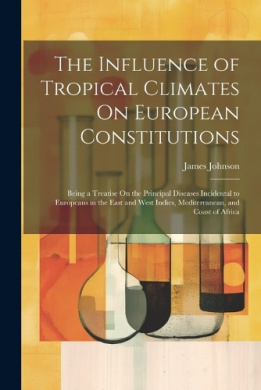 The Influence of
Tropical Climates
On European
Constitutions
James Johnson
Being a Treatise On the Principal Diseases Incidental to
Europeans in the East and West Indies, Mediterranean, and
Coast of Africa